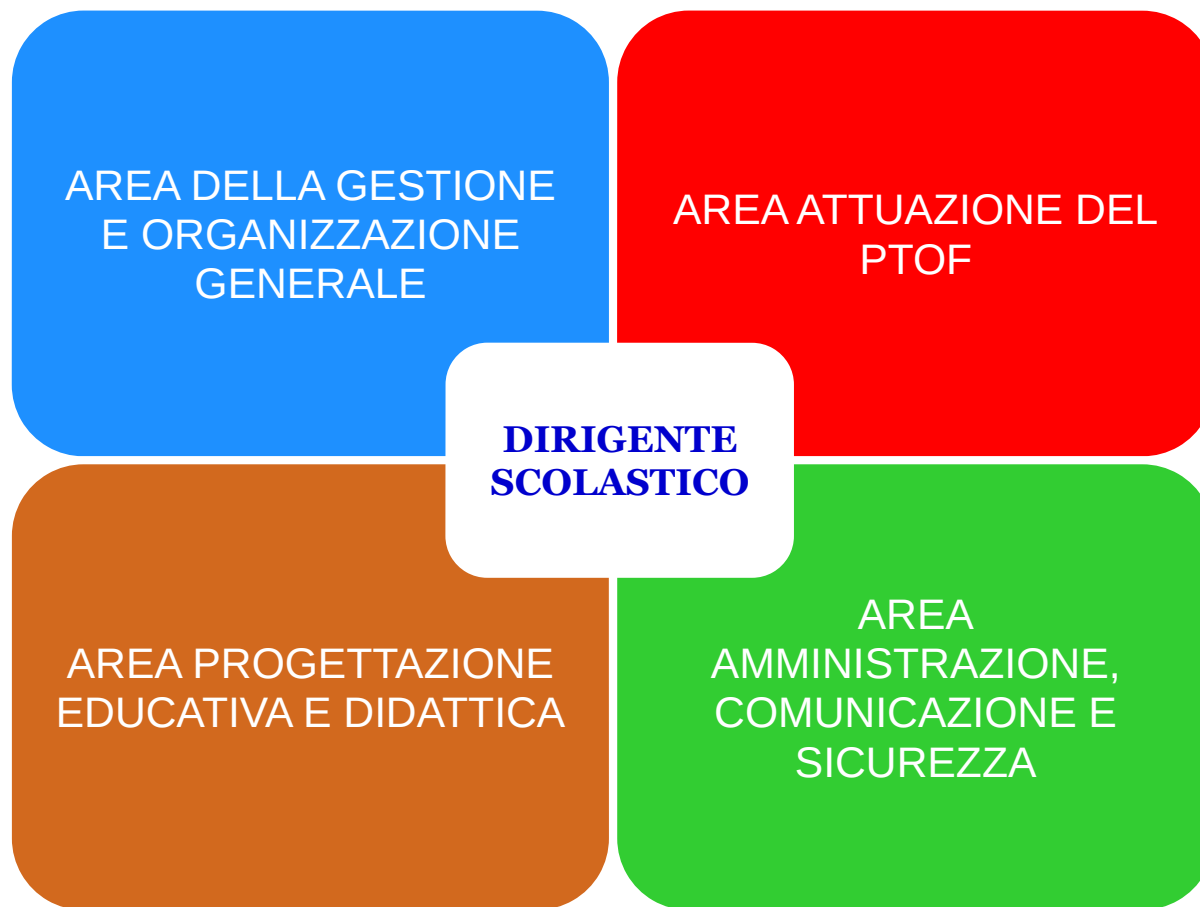 AREA DELLA GESTIONE
E ORGANIZZAZIONE
GENERALE
AREA ATTUAZIONE DEL
PTOF
DIRIGENTE
SCOLASTICO
AREA PROGETTAZIONE
EDUCATIVA E DIDATTICA
AREA
AMMINISTRAZIONE,
COMUNICAZIONE E
SICUREZZA